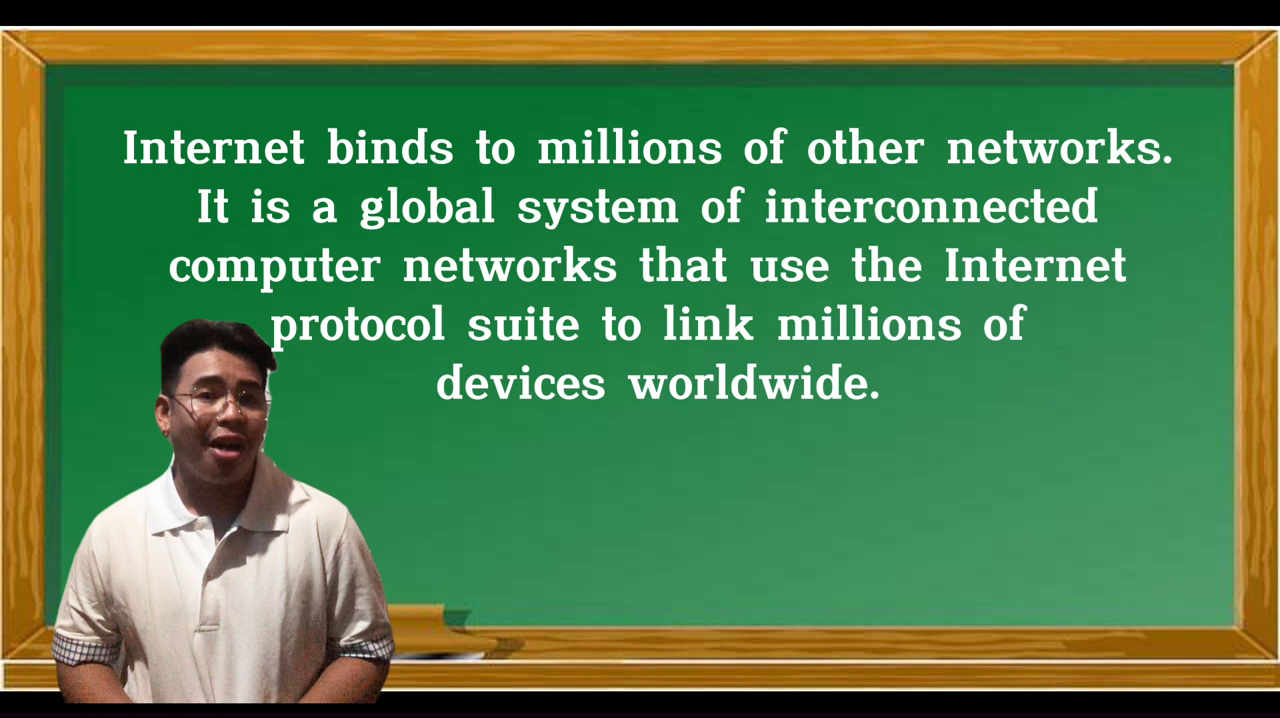 Internet binds to millions of other networks.
It is a global system of interconnected
computer networks that use the Internet
protocol suite to link millions of
devices worldwide.